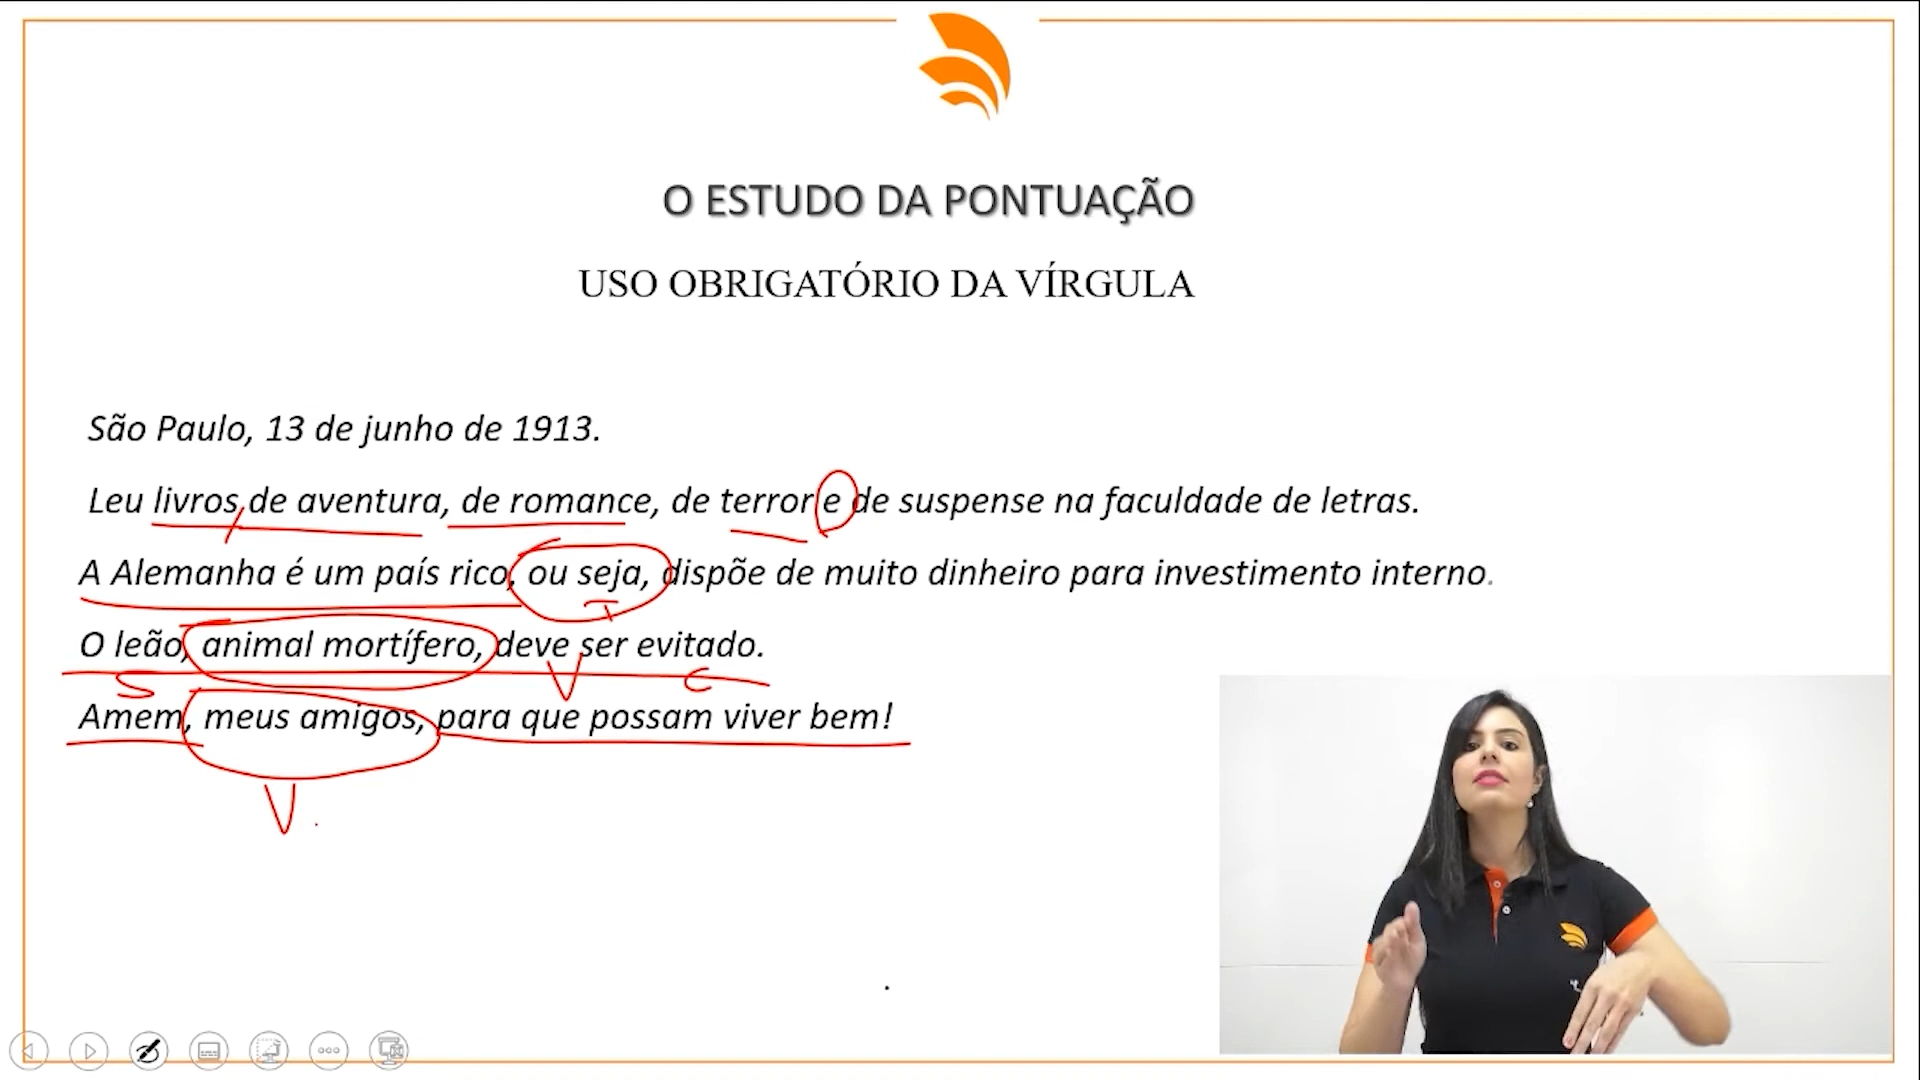 O ESTUDO DA PONTUAÇÃO
USO OBRIGATÓRIO DA VÍRGULA
São Paulo, 13 de junho de 1913.
Leu livros de aventura, de romance, de terror e de suspense na faculdade de letras.
A Alemanha é um país rico, ou seja, dispõe de muito dinheiro para investimento interno.
O leão, animal mortífero, deve ser evitado.
S V C
Amem, meus amigos, para que possam viver bem!
V